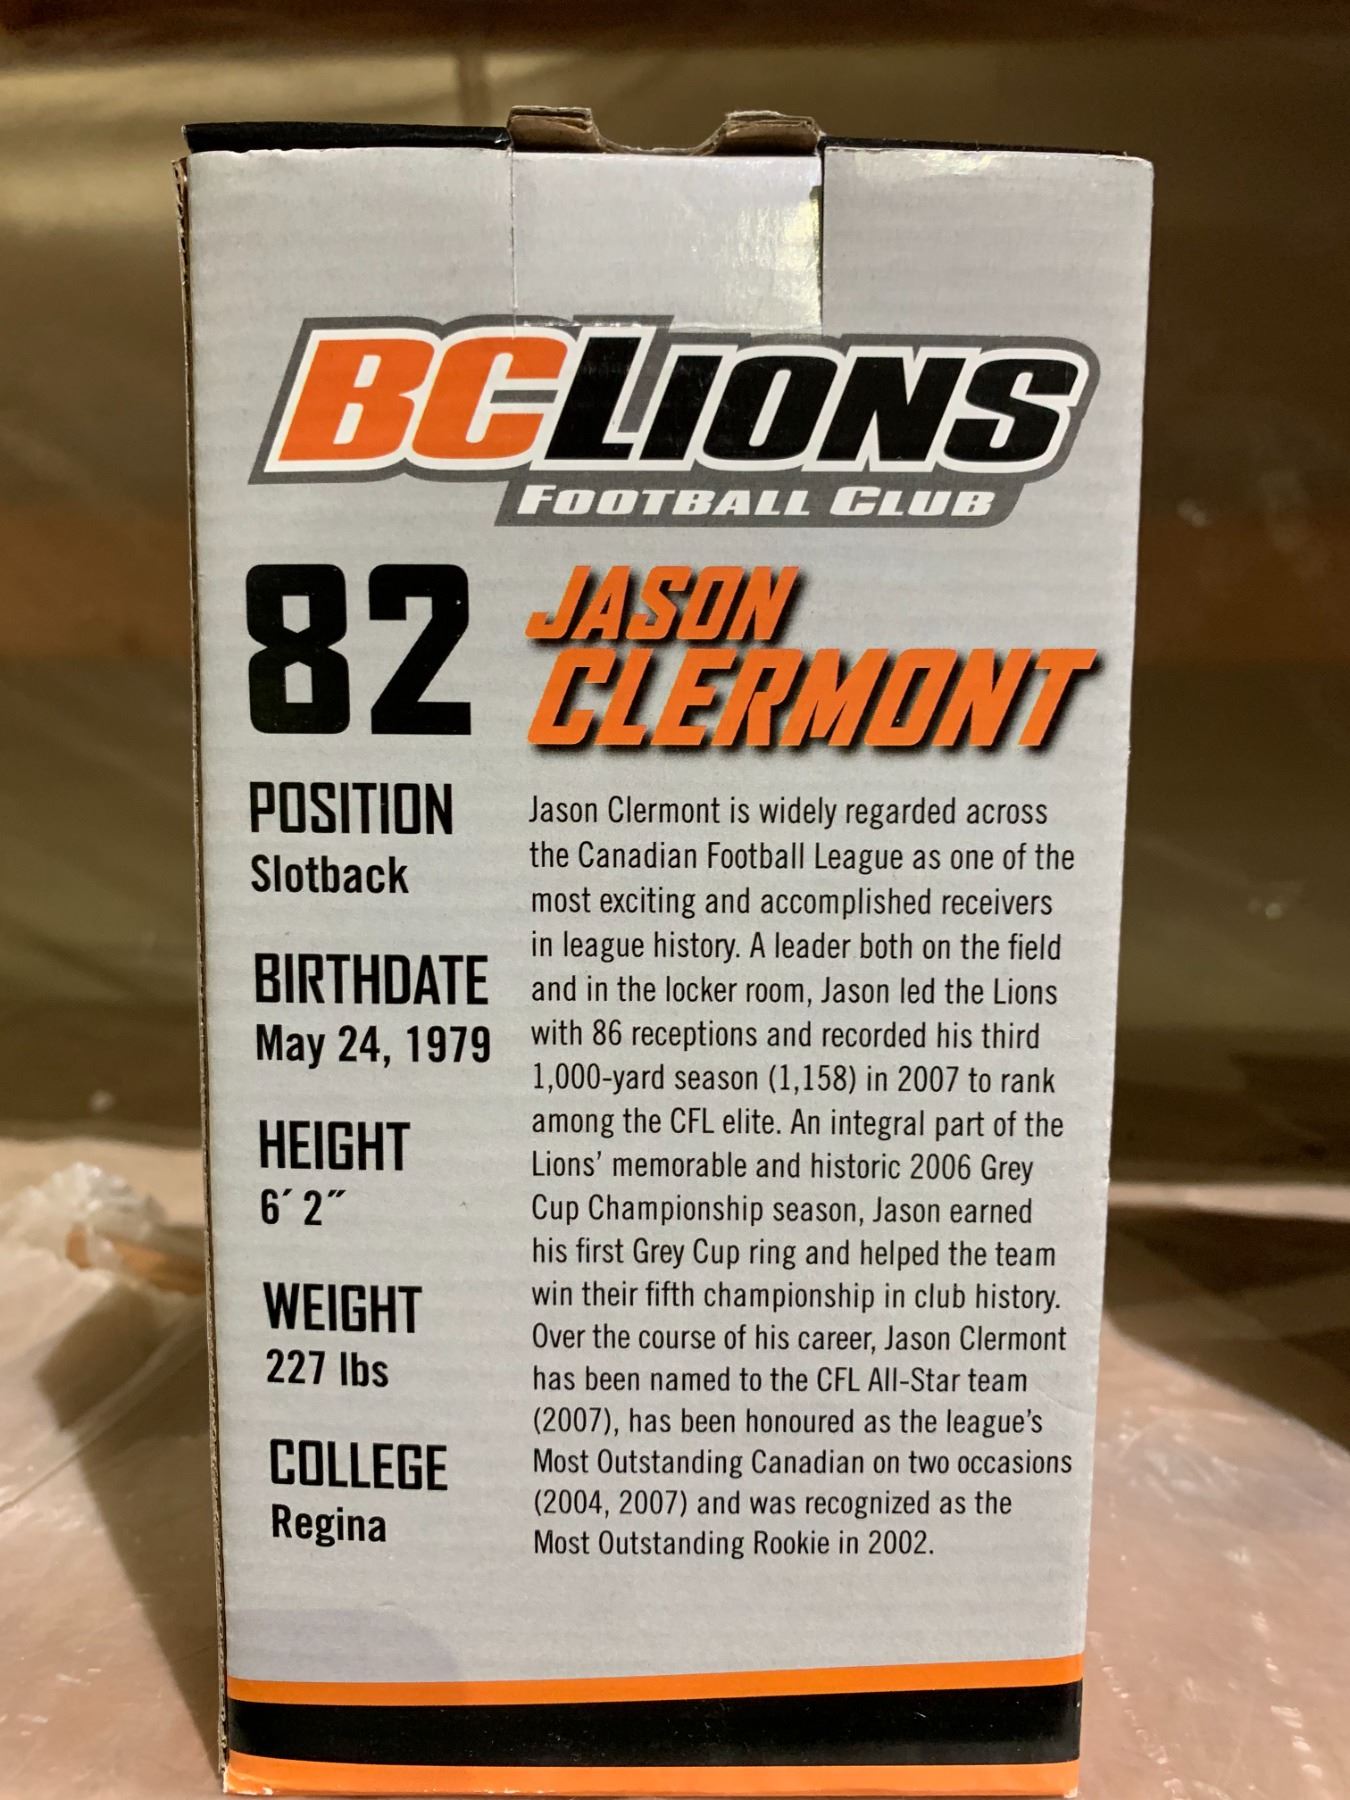 BC LIONS
FOOTBALL CLUB
82
JASON
CLERMONT
POSITION
Slotback
BIRTHDATE
May 24, 1979
HEIGHT
6´ 2˝
WEIGHT
227 lbs
COLLEGE
Regina
Jason Clermont is widely regarded across
the Canadian Football League as one of the
most exciting and accomplished receivers
in league history. A leader both on the field
and in the locker room, Jason led the Lions
with 86 receptions and recorded his third
1,000-yard season (1,158) in 2007 to rank
among the CFL elite. An integral part of the
Lions’ memorable and historic 2006 Grey
Cup Championship season, Jason earned
his first Grey Cup ring and helped the team
win their fifth championship in club history.
Over the course of his career, Jason Clermont
has been named to the CFL All-Star team
(2007), has been honoured as the league’s
Most Outstanding Canadian on two occasions
(2004, 2007) and was recognized as the
Most Outstanding Rookie in 2002.